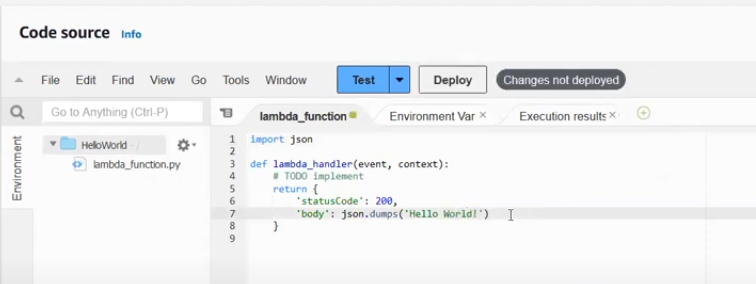 Code source Info
File Edit Find View Go Tools Window Test Deploy Changes not deployed
Go to Anything (Ctrl-P)
lambda_function Environment Var × Execution results ×
Environment
HelloWorld - /
lambda_function.py
1 import json
2
3 def lambda_handler(event, context):
4     # TODO implement
5     return {
6         'statusCode': 200,
7         'body': json.dumps('Hello World!')
8     }
9